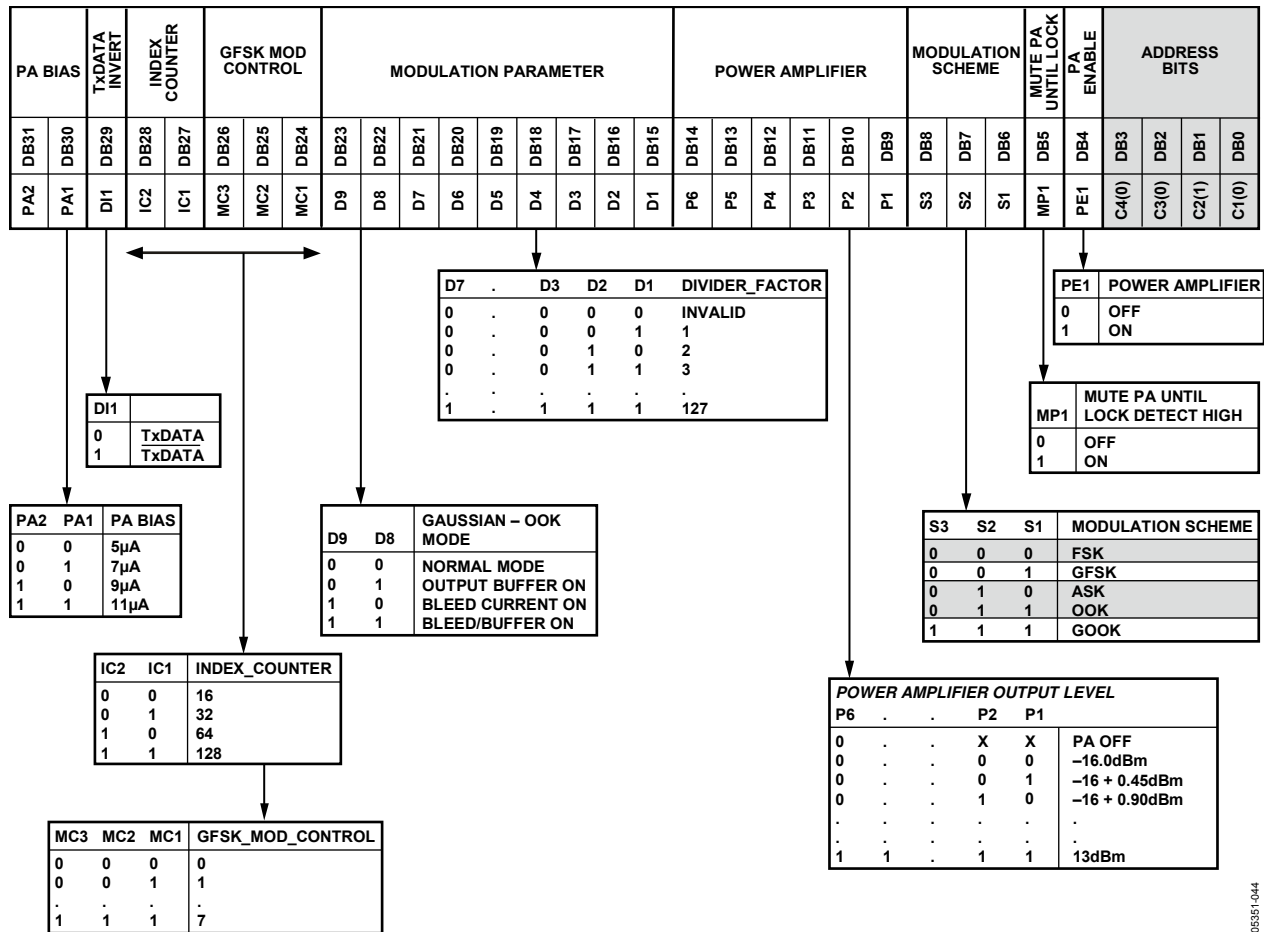 PA BIAS
TxDATA INVERT
INDEX COUNTER
GFSK MOD CONTROL
MODULATION PARAMETER
POWER AMPLIFIER
MODULATION SCHEME
MUTE PA UNTIL LOCK
PA ENABLE
ADDRESS BITS
DB31 DB30 DB29 DB28 DB27 DB26 DB25 DB24 DB23 DB22 DB21 DB20 DB19 DB18 DB17 DB16 DB15 DB14 DB13 DB12 DB11 DB10 DB9 DB8 DB7 DB6 DB5 DB4 DB3 DB2 DB1 DB0
PA2 PA1 DI1 IC2 IC1 MC3 MC2 MC1 D9 D8 D7 D6 D5 D4 D3 D2 D1 P6 P5 P4 P3 P2 P1 S3 S2 S1 MP1 PE1 C4(0) C3(0) C2(1) C1(0)
D7 . D3 D2 D1 DIVIDER_FACTOR
0 . 0 0 0 INVALID
0 . 0 0 1 1
0 . 0 1 0 2
0 . 0 1 1 3
. . . . . .
1 . 1 1 1 127
PE1 POWER AMPLIFIER
0 OFF
1 ON
MP1 MUTE PA UNTIL
LOCK DETECT HIGH
0 OFF
1 ON
DI1
0 TxDATA
1 TxDATA
PA2 PA1 PA BIAS
0 0 5µA
0 1 7µA
1 0 9µA
1 1 11µA
D9 D8 GAUSSIAN – OOK
MODE
0 0 NORMAL MODE
0 1 OUTPUT BUFFER ON
1 0 BLEED CURRENT ON
1 1 BLEED/BUFFER ON
S3 S2 S1 MODULATION SCHEME
0 0 0 FSK
0 0 1 GFSK
0 1 0 ASK
0 1 1 OOK
1 1 1 GOOK
IC2 IC1 INDEX_COUNTER
0 0 16
0 1 32
1 0 64
1 1 128
POWER AMPLIFIER OUTPUT LEVEL
P6 . . P2 P1
0 . . X X PA OFF
0 . . 0 0 –16.0dBm
0 . . 0 1 –16 + 0.45dBm
0 . . 1 0 –16 + 0.90dBm
. . . . . .
. . . . . .
1 1 . 1 1 13dBm
MC3 MC2 MC1 GFSK_MOD_CONTROL
0 0 0 0
0 0 1 1
. . . .
1 1 1 7
05351-044